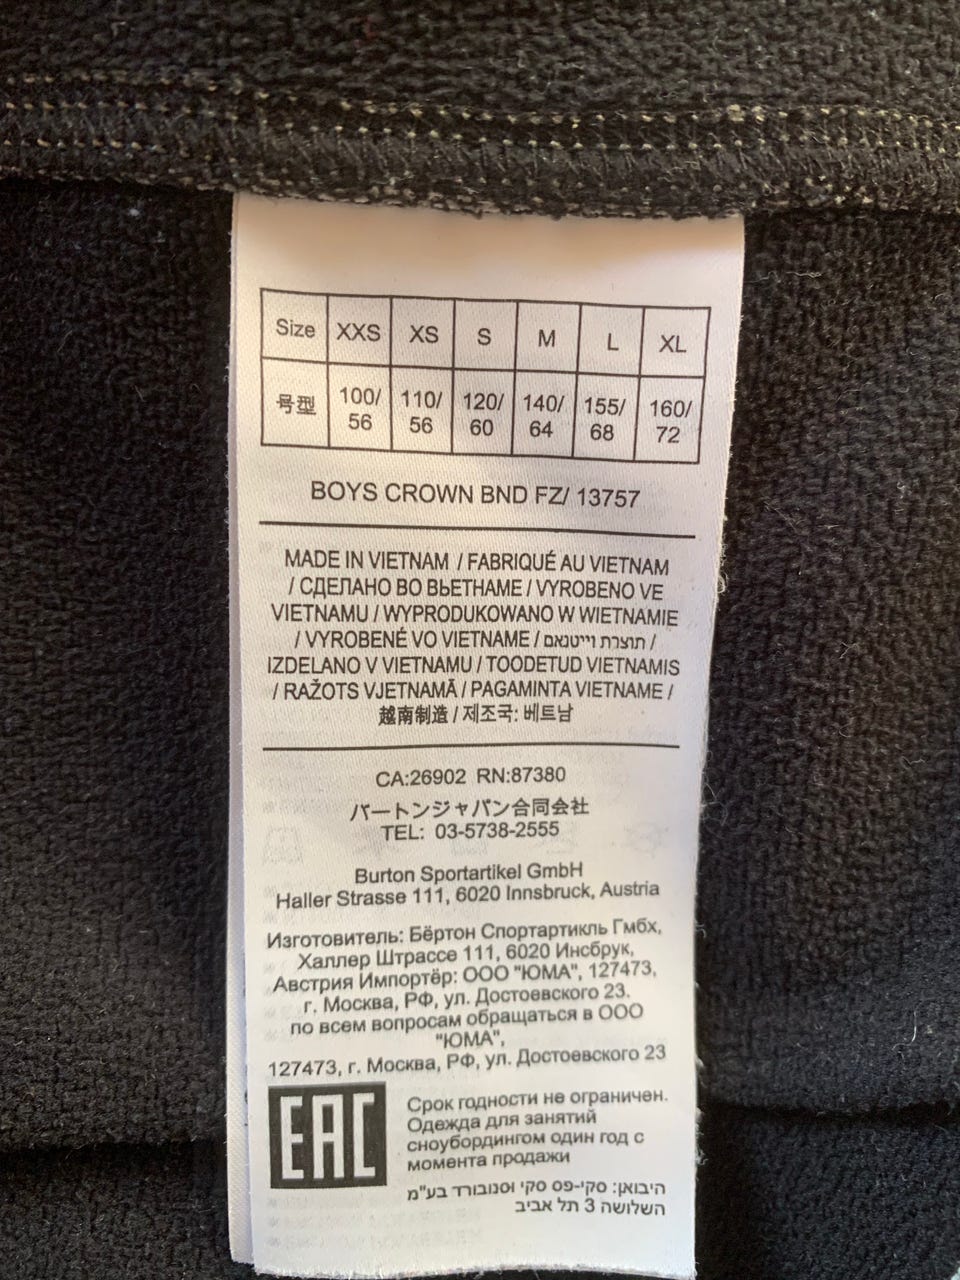 Size XXS XS S M L XL
号型 100/56 110/56 120/60 140/64 155/68 160/72
BOYS CROWN BND FZ/ 13757
MADE IN VIETNAM / FABRIQUÉ AU VIETNAM
/ СДЕЛАНО ВО ВЬЕТНАМЕ / VYROBENO VE
VIETNAMU / WYPRODUKOWANO W WIETNAMIE
/ VYROBENÉ VO VIETNAME / תוצרת וייטנאם /
IZDELANO V VIETNAMU / TOODETUD VIETNAMIS
/ RAŽOTS VJETNAMĀ / PAGAMINTA VIETNAME /
越南制造 / 제조국: 베트남
CA:26902 RN:87380
バートンジャパン合同会社
TEL: 03-5738-2555
Burton Sportartikel GmbH
Haller Strasse 111, 6020 Innsbruck, Austria
Изготовитель: Бёртон Спортартикль Гмбх,
Халлер Штрассе 111, 6020 Инсбрук,
Австрия Импортёр: ООО "ЮМА", 127473,
г. Москва, РФ, ул. Достоевского 23.
по всем вопросам обращаться в ООО
"ЮМА",
127473, г. Москва, РФ, ул. Достоевского 23
EAC
Срок годности не ограничен.
Одежда для занятий
сноубордингом один год с
момента продажи
היבואן: סקי-פס סקי וסנובורד בע"מ
השלושה 3 תל אביב